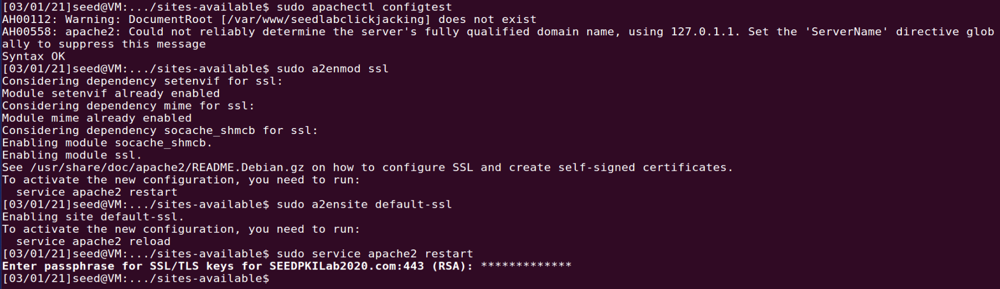 [03/01/21]seed@VM:.../sites-available$ sudo apachectl configtest
AH00112: Warning: DocumentRoot [/var/www/seedlabclickjacking] does not exist
AH00558: apache2: Could not reliably determine the server's fully qualified domain name, using 127.0.1.1. Set the 'ServerName' directive glob
ally to suppress this message
Syntax OK
[03/01/21]seed@VM:.../sites-available$ sudo a2enmod ssl
Considering dependency setenvif for ssl:
Module setenvif already enabled
Considering dependency mime for ssl:
Module mime already enabled
Considering dependency socache_shmcb for ssl:
Enabling module socache_shmcb.
Enabling module ssl.
See /usr/share/doc/apache2/README.Debian.gz on how to configure SSL and create self-signed certificates.
To activate the new configuration, you need to run:
  service apache2 restart
[03/01/21]seed@VM:.../sites-available$ sudo a2ensite default-ssl
Enabling site default-ssl.
To activate the new configuration, you need to run:
  service apache2 reload
[03/01/21]seed@VM:.../sites-available$ sudo service apache2 restart
Enter passphrase for SSL/TLS keys for SEEDPKILab2020.com:443 (RSA): *************
[03/01/21]seed@VM:.../sites-available$